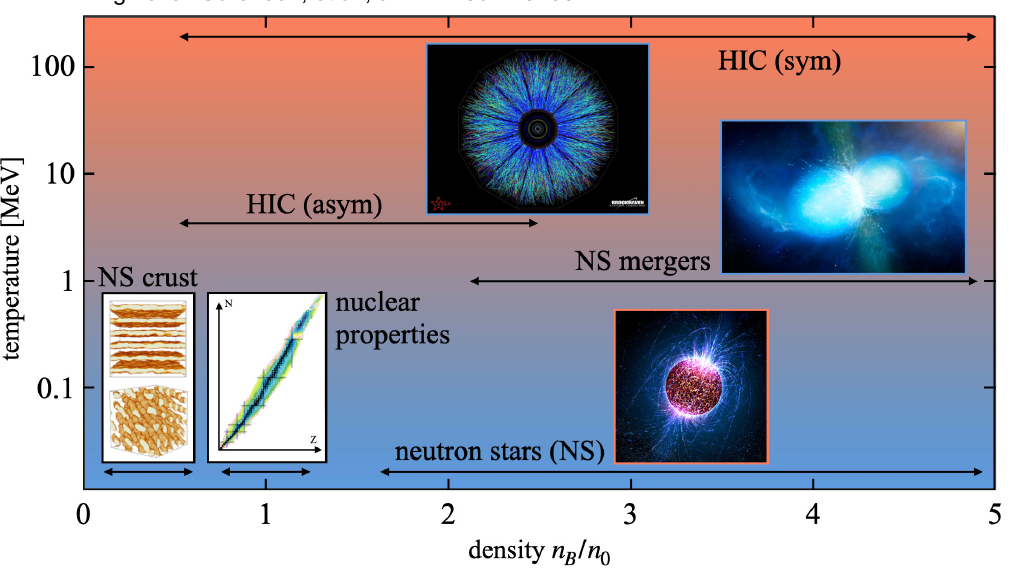 100
10
1
0.1
temperature [MeV]
HIC (sym)
HIC (asym)
BROOKHAVEN
NS mergers
NS crust
nuclear
properties
N
Z
neutron stars (NS)
0
1
2
3
4
5
density n_B/n_0